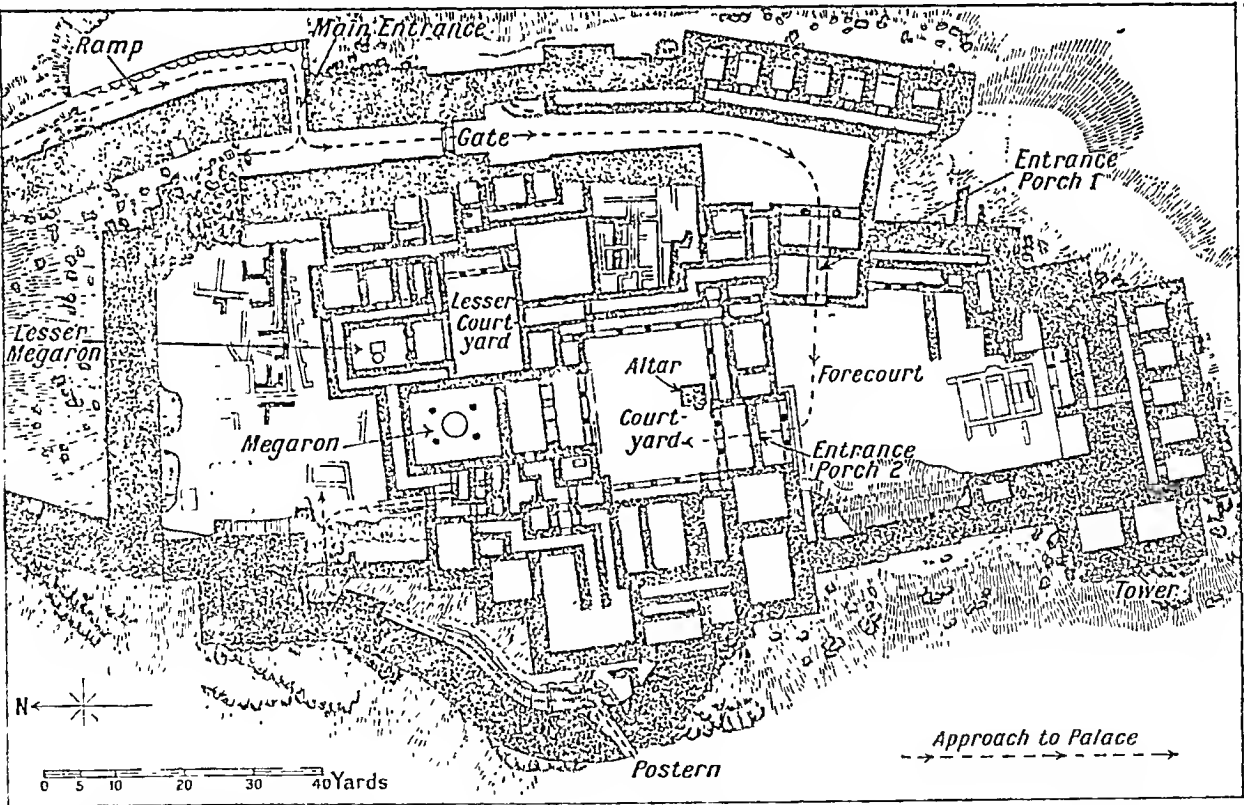 Ramp
Main Entrance
Gate
Entrance
Porch 1
Lesser
Court
yard
Lesser
Megaron
Altar
Forecourt
Court-
yard
Megaron
Entrance
Porch 2
Tower
N
Approach to Palace
Postern
0 5 10 20 30 40 Yards